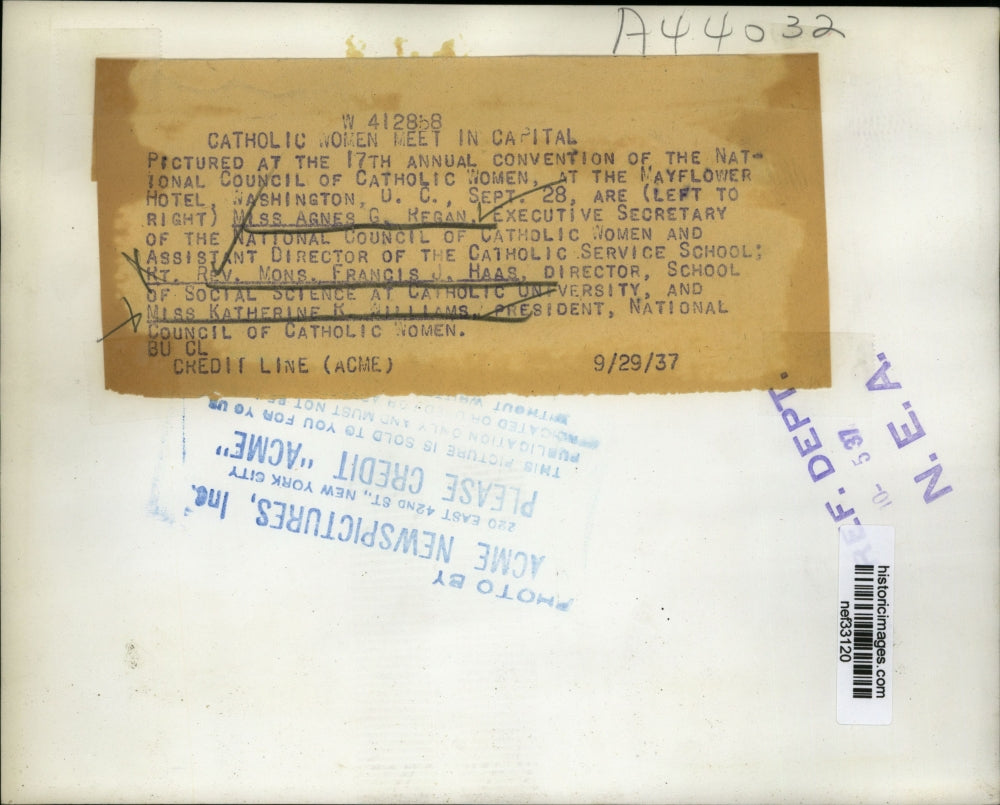 A44032
W 412858
CATHOLIC WOMEN MEET IN CAPITAL
PICTURED AT THE 17TH ANNUAL CONVENTION OF THE NAT-
IONAL COUNCIL OF CATHOLIC WOMEN, AT THE MAYFLOWER
HOTEL, WASHINGTON, D. C., SEPT. 28, ARE (LEFT TO
RIGHT) MISS AGNES G. REGAN, EXECUTIVE SECRETARY
OF THE NATIONAL COUNCIL OF CATHOLIC WOMEN AND
ASSISTANT DIRECTOR OF THE CATHOLIC SERVICE SCHOOL;
RT. REV. MONS. FRANCIS J. HAAS, DIRECTOR, SCHOOL
OF SOCIAL SCIENCE AT CATHOLIC UNIVERSITY, AND
MISS KATHERINE R. WILLIAMS, PRESIDENT, NATIONAL
COUNCIL OF CATHOLIC WOMEN.
BU CL
CREDIT LINE (ACME) 9/29/37
PHOTO BY
ACME NEWSPICTURES, Inc.
220 EAST 42ND ST., NEW YORK CITY
PLEASE CREDIT "ACME"
THIS PICTURE IS SOLD TO YOU FOR YOUR
PUBLICATION ONLY AND MUST NOT BE
WITHOUT
REF. DEPT.
10- 5 37
N. E. A.
historicimages.com
nef33120